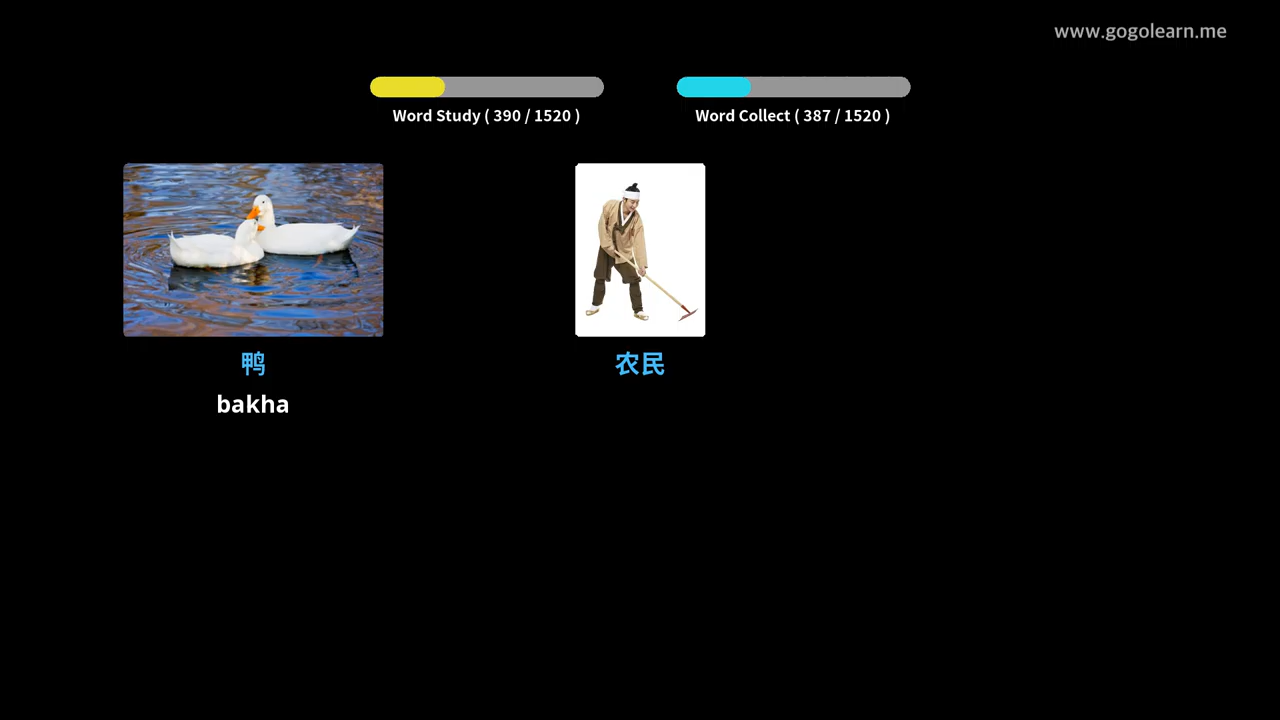 www.gogolearn.me
Word Study ( 390 / 1520 )
Word Collect ( 387 / 1520 )
鸭
农民
bakha